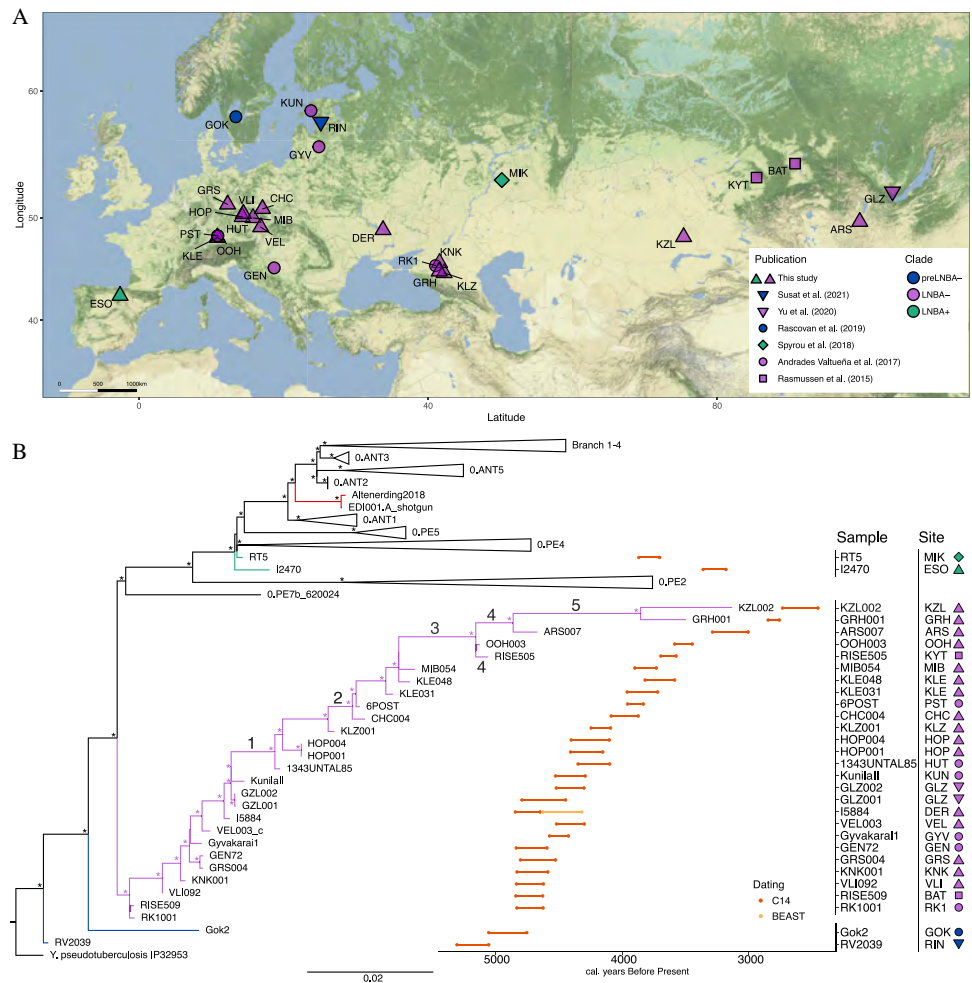 A
Longitude
60
50
40
0
40
80
Latitude
0 500 1000km
KUN
GOK
RIN
GYV
MIK
GRS
VLI
CHC
HOP
HUT
MIB
PST
VEL
KLE
OOH
GEN
ESO
DER
KNK
RK1
GRH
KLZ
KZL
KYT
BAT
GLZ
ARS
Publication
This study
Susat et al. (2021)
Yu et al. (2020)
Rascovan et al. (2019)
Spyrou et al. (2018)
Andrades Valtueña et al. (2017)
Rasmussen et al. (2015)
Clade
preLNBA−
LNBA−
LNBA+
B
Branch 1-4
0.ANT3
0.ANT5
0.ANT2
Altenerding2018
EDI001.A_shotgun
0.ANT1
0.PE5
0.PE4
RT5
I2470
0.PE2
0.PE7b_620024
5
KZL002
GRH001
4
ARS007
3
OOH003
RISE505
4
MIB054
KLE048
KLE031
2
6POST
CHC004
KLZ001
1
HOP004
HOP001
1343UNTAL85
KunilaII
GZL002
GZL001
I5884
VEL003_c
Gyvakarai1
GEN72
GRS004
KNK001
VLI092
RISE509
RK1001
Gok2
RV2039
Y. pseudotuberculosis IP32953
0.02
Sample Site
RT5 MIK
I2470 ESO
KZL002 KZL
GRH001 GRH
ARS007 ARS
OOH003 OOH
RISE505 KYT
MIB054 MIB
KLE048 KLE
KLE031 KLE
6POST PST
CHC004 CHC
KLZ001 KLZ
HOP004 HOP
HOP001 HOP
1343UNTAL85 HUT
KunilaII KUN
GLZ002 GLZ
GLZ001 GLZ
I5884 DER
VEL003 VEL
Gyvakarai1 GYV
GEN72 GEN
GRS004 GRS
KNK001 KNK
VLI092 VLI
RISE509 BAT
RK1001 RK1
Gok2 GOK
RV2039 RIN
Dating
C14
BEAST
5000 4000 3000
cal. years Before Present